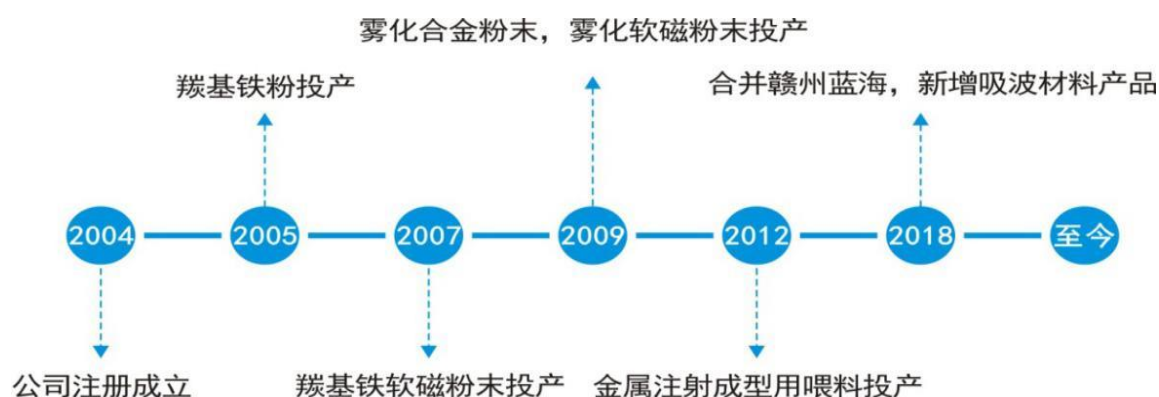 雾化合金粉末，雾化软磁粉末投产
羰基铁粉投产
合并赣州蓝海，新增吸波材料产品
2004
2005
2007
2009
2012
2018
至今
公司注册成立
羰基铁软磁粉末投产
金属注射成型用喂料投产